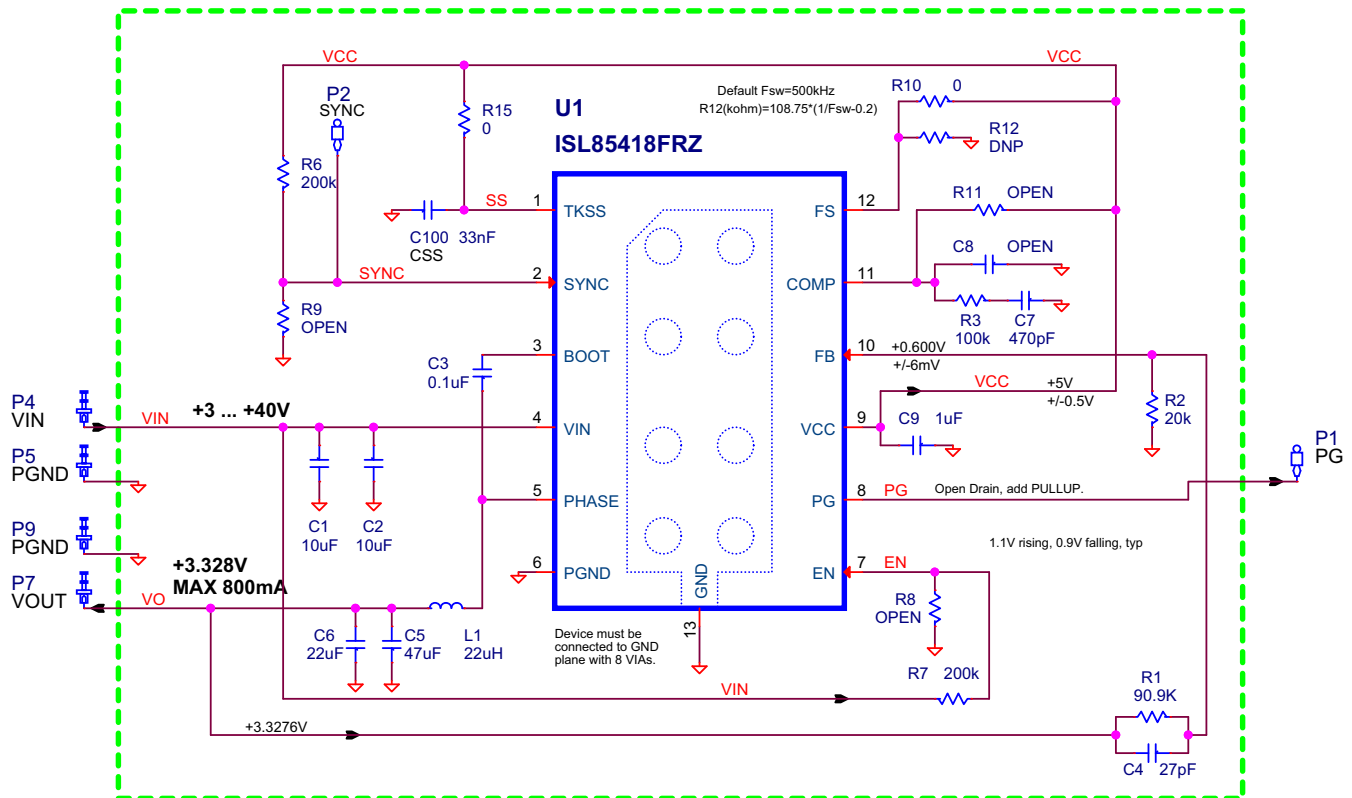 VCC
VCC
P2
SYNC
R15
0
U1
ISL85418FRZ
Default Fsw=500kHz
R12(kohm)=108.75*(1/Fsw-0.2)
R10 0
R12
DNP
R6
200k
SS
1
TKSS
FS
12
R11 OPEN
C100 33nF
CSS
SYNC
2
SYNC
COMP
11
C8 OPEN
R9
OPEN
R3
100k
C7
470pF
3
BOOT
FB
10
+0.600V
+/-6mV
C3
0.1uF
VCC
+5V
+/-0.5V
R2
20k
P4
VIN
VIN
+3 ... +40V
4
VIN
VCC
9
C9 1uF
P1
PG
P5
PGND
C1
10uF
C2
10uF
5
PHASE
PG
8
PG
Open Drain, add PULLUP.
P9
PGND
1.1V rising, 0.9V falling, typ
+3.328V
MAX 800mA
6
PGND
GND
EN
7
EN
P7
VOUT
VO
R8
OPEN
C6
22uF
C5
47uF
L1
22uH
Device must be
connected to GND
plane with 8 VIAs.
13
R7 200k
VIN
R1
90.9K
+3.3276V
C4 27pF